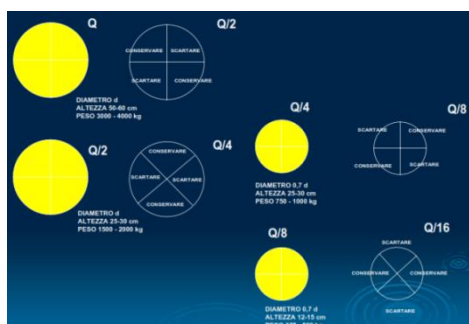 Q
Q/2
CONSERVARE SCARTARE
SCARTARE CONSERVARE
DIAMETRO d
ALTEZZA 50-60 cm
PESO 3000 - 4000 kg
Q/2
Q/4
CONSERVARE
SCARTARE SCARTARE
CONSERVARE
DIAMETRO d
ALTEZZA 25-30 cm
PESO 1500 - 2000 kg
Q/4
Q/8
SCARTARE CONSERVARE
CONSERVARE SCARTARE
DIAMETRO 0,7 d
ALTEZZA 25-30 cm
PESO 750 - 1000 kg
Q/8
Q/16
SCARTARE
CONSERVARE CONSERVARE
SCARTARE
DIAMETRO 0,7 d
ALTEZZA 12-15 cm